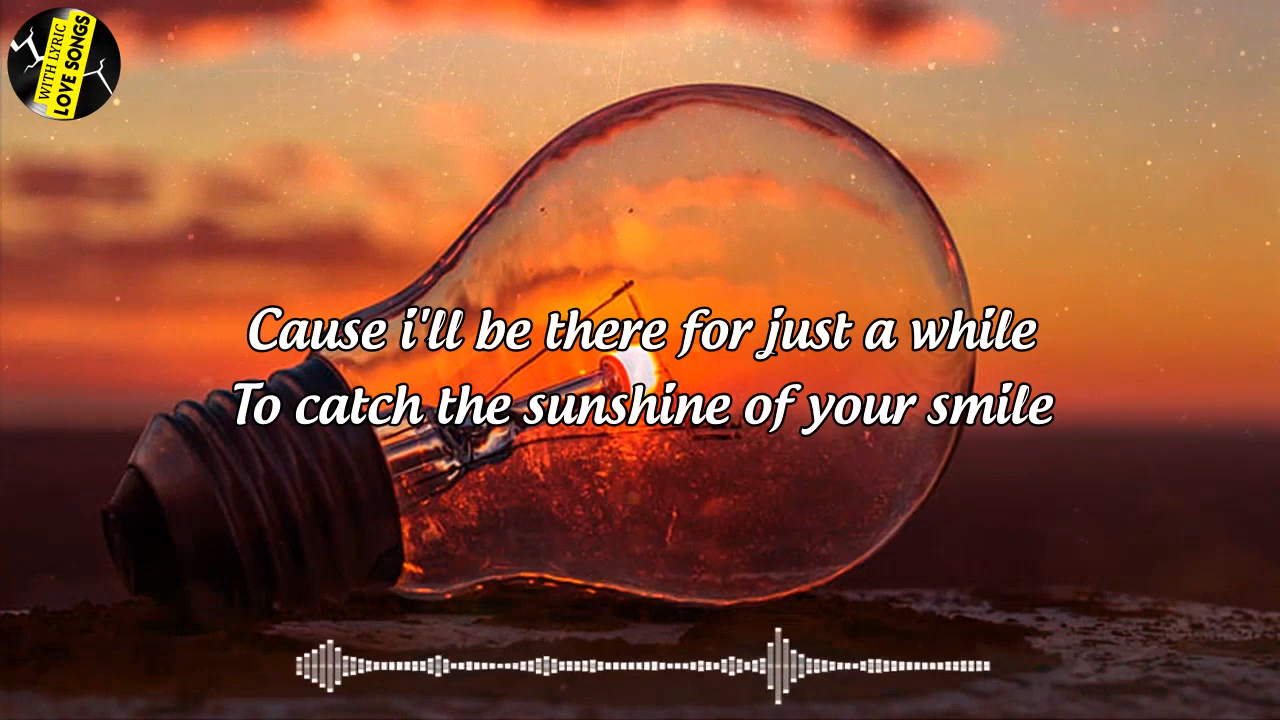 WITH LYRIC
LOVE SONGS
Cause i'll be there for just a while
To catch the sunshine of your smile